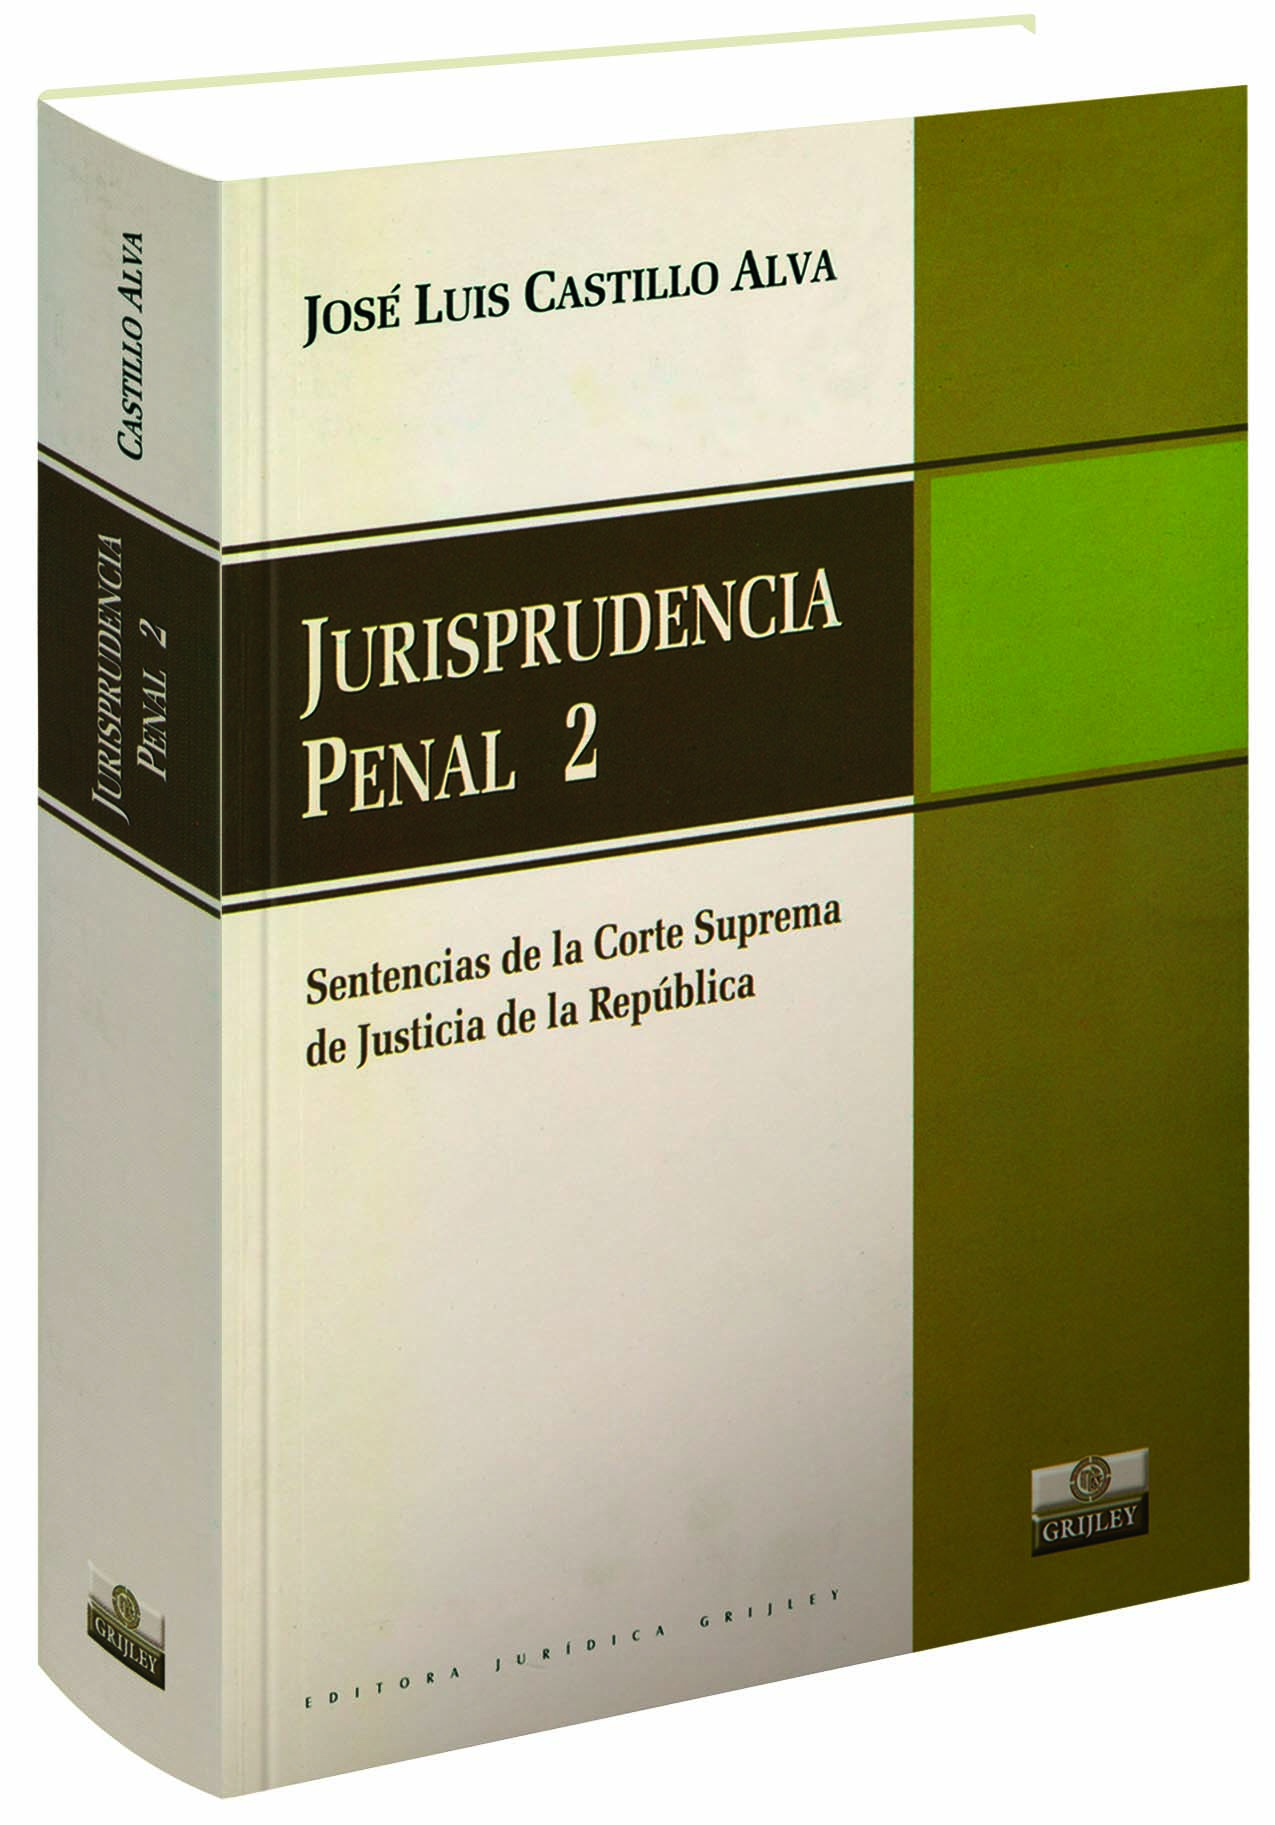 JOSÉ LUIS CASTILLO ALVA
JURISPRUDENCIA
PENAL 2
Sentencias de la Corte Suprema
de Justicia de la República
EDITORA JURÍDICA GRIJLEY
GRIJLEY
CASTILLO ALVA
JURISPRUDENCIA
PENAL 2
GRIJLEY